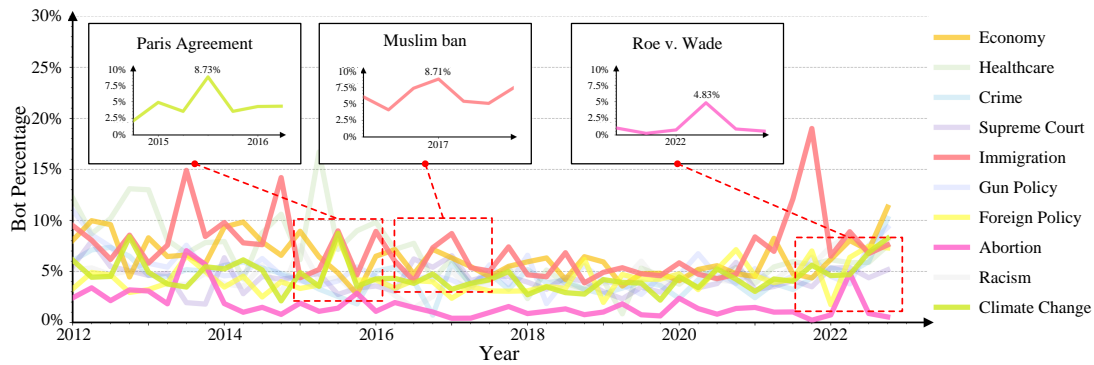 30%
25%
20%
15%
10%
5%
0%
Bot Percentage
2012
2014
2016
2018
2020
2022
Year
Paris Agreement
10%
7.5%
5%
2.5%
0%
8.73%
2015
2016
Muslim ban
10%
7.5%
5%
2.5%
0%
8.71%
2017
Roe v. Wade
10%
7.5%
5%
2.5%
0%
4.83%
2022
Economy
Healthcare
Crime
Supreme Court
Immigration
Gun Policy
Foreign Policy
Abortion
Racism
Climate Change